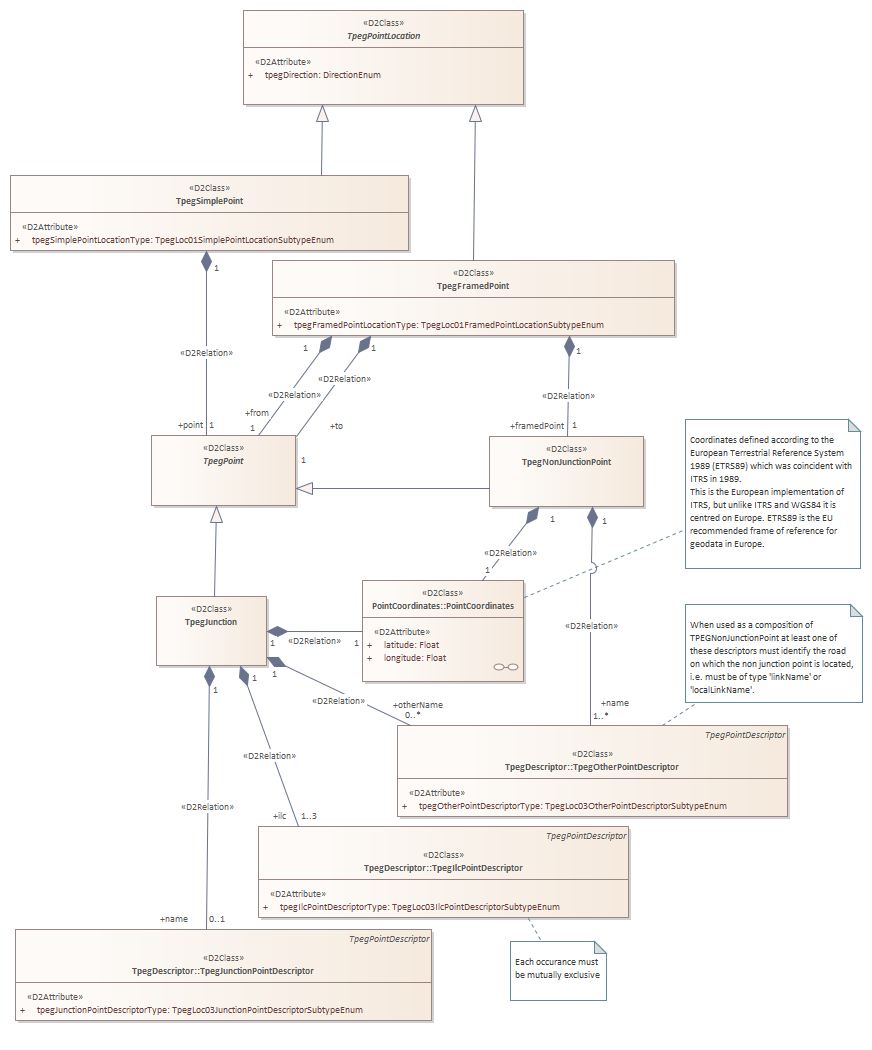 «D2Class»
TpegPointLocation
«D2Attribute»
+ tpegDirection: DirectionEnum
«D2Class»
TpegSimplePoint
«D2Attribute»
+ tpegSimplePointLocationType: TpegLoc01SimplePointLocationSubtypeEnum
1
«D2Class»
TpegFramedPoint
«D2Attribute»
+ tpegFramedPointLocationType: TpegLoc01FramedPointLocationSubtypeEnum
1
1
1
«D2Relation»
«D2Relation»
«D2Relation»
«D2Relation»
+point 1
+from
1
+to
1
+framedPoint 1
«D2Class»
TpegPoint
«D2Class»
TpegNonJunctionPoint
Coordinates defined according to the
European Terrestrial Reference System
1989 (ETRS89) which was coincident with
ITRS in 1989.
This is the European implementation of
ITRS, but unlike ITRS and WGS84 it is
centred on Europe. ETRS89 is the EU
recommended frame of reference for
geodata in Europe.
1
1
«D2Relation»
1
«D2Relation»
«D2Class»
TpegJunction
«D2Class»
PointCoordinates::PointCoordinates
«D2Attribute»
+ latitude: Float
+ longitude: Float
1
«D2Relation»
1
When used as a composition of
TPEGNonJunctionPoint at least one of
these descriptors must identify the road
on which the non junction point is located,
i.e. must be of type 'linkName' or
'localLinkName'.
1
1
1
«D2Relation»
+otherName
0..*
+name
1..*
TpegPointDescriptor
«D2Class»
TpegDescriptor::TpegOtherPointDescriptor
«D2Attribute»
+ tpegOtherPointDescriptorType: TpegLoc03OtherPointDescriptorSubtypeEnum
«D2Relation»
«D2Relation»
+ilc 1..3
TpegPointDescriptor
«D2Class»
TpegDescriptor::TpegIlcPointDescriptor
«D2Attribute»
+ tpegIlcPointDescriptorType: TpegLoc03IlcPointDescriptorSubtypeEnum
+name 0..1
TpegPointDescriptor
«D2Class»
TpegDescriptor::TpegJunctionPointDescriptor
«D2Attribute»
+ tpegJunctionPointDescriptorType: TpegLoc03JunctionPointDescriptorSubtypeEnum
Each occurance must
be mutually exclusive